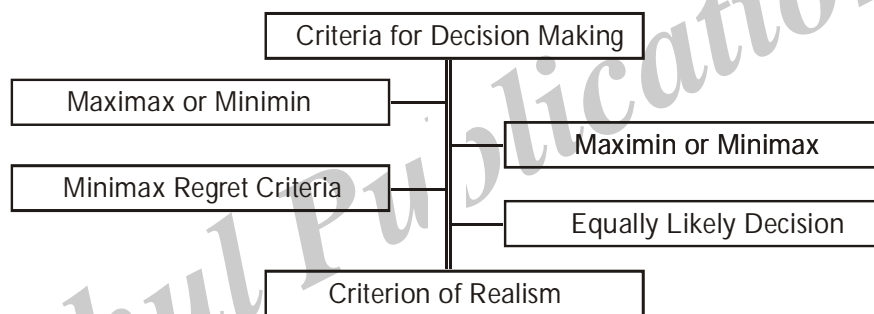 Criteria for Decision Making
Maximax or Minimin
Maximin or Minimax
Minimax Regret Criteria
Equally Likely Decision
Criterion of Realism